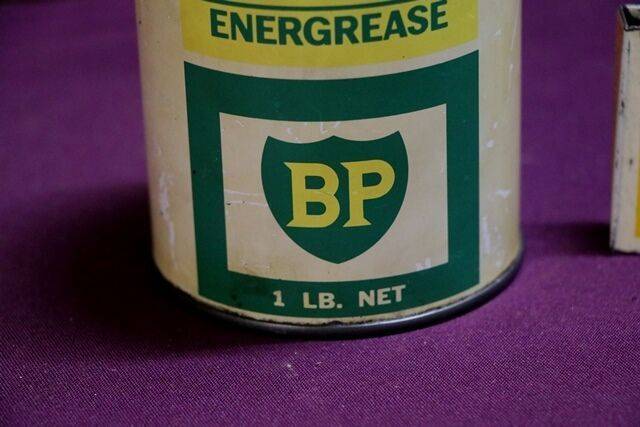 ENERGREASE
BP
1 LB. NET